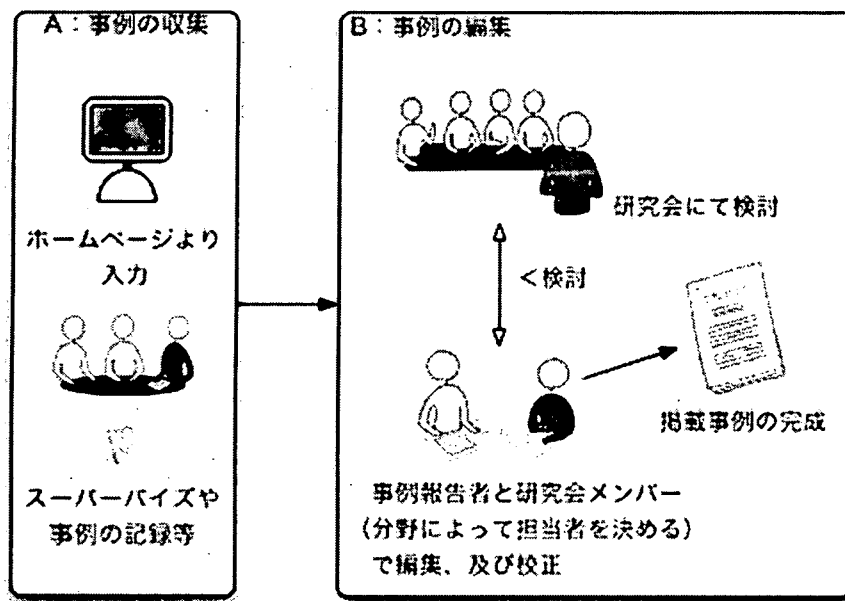 A：事例の収集
ホームページより
入力
スーパーバイズや
事例の記録等
B：事例の編集
研究会にて検討
＜検討
掲載事例の完成
事例報告者と研究会メンバー
（分野によって担当者を決める）
で編集、及び校正